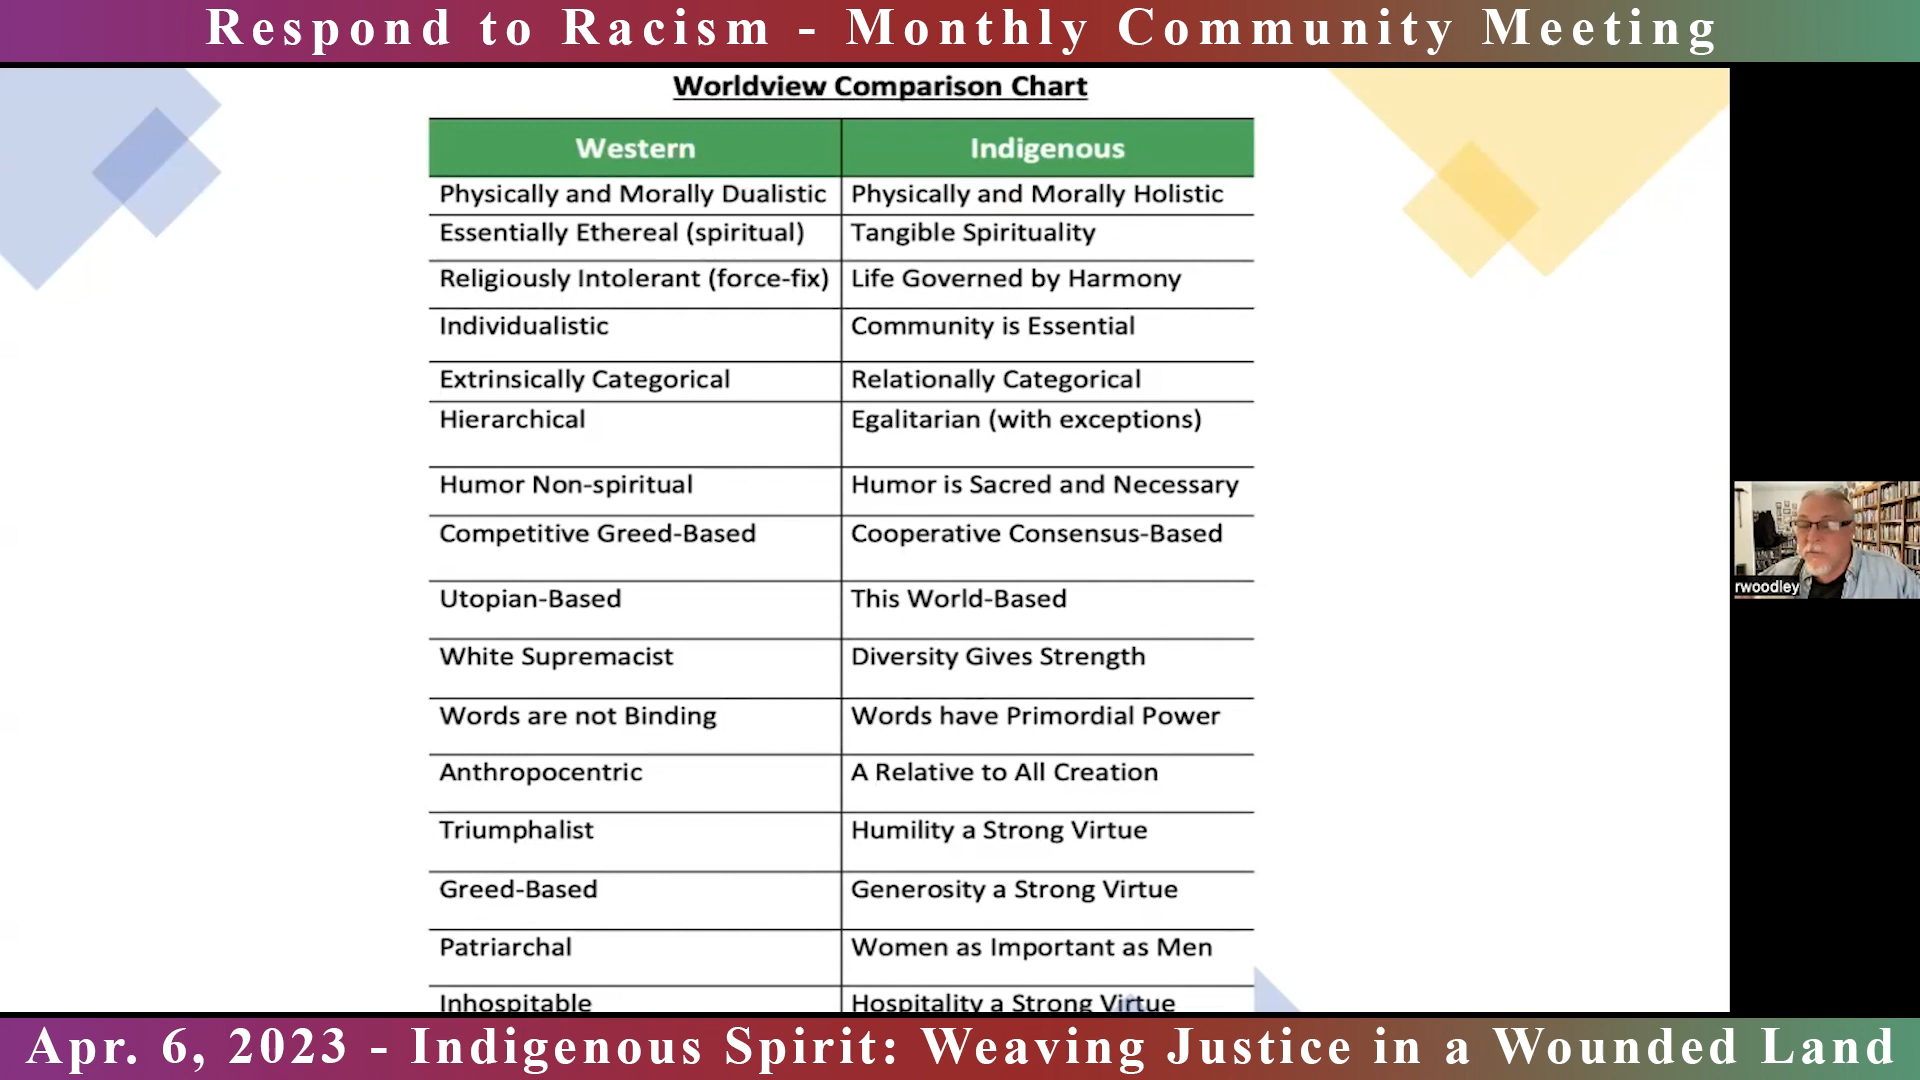 Respond to Racism - Monthly Community Meeting
Worldview Comparison Chart
Western Indigenous
Physically and Morally Dualistic Physically and Morally Holistic
Essentially Ethereal (spiritual) Tangible Spirituality
Religiously Intolerant (force-fix) Life Governed by Harmony
Individualistic Community is Essential
Extrinsically Categorical Relationally Categorical
Hierarchical Egalitarian (with exceptions)
Humor Non-spiritual Humor is Sacred and Necessary
Competitive Greed-Based Cooperative Consensus-Based
Utopian-Based This World-Based
White Supremacist Diversity Gives Strength
Words are not Binding Words have Primordial Power
Anthropocentric A Relative to All Creation
Triumphalist Humility a Strong Virtue
Greed-Based Generosity a Strong Virtue
Patriarchal Women as Important as Men
Inhospitable Hospitality a Strong Virtue
rwoodley
Apr. 6, 2023 - Indigenous Spirit: Weaving Justice in a Wounded Land